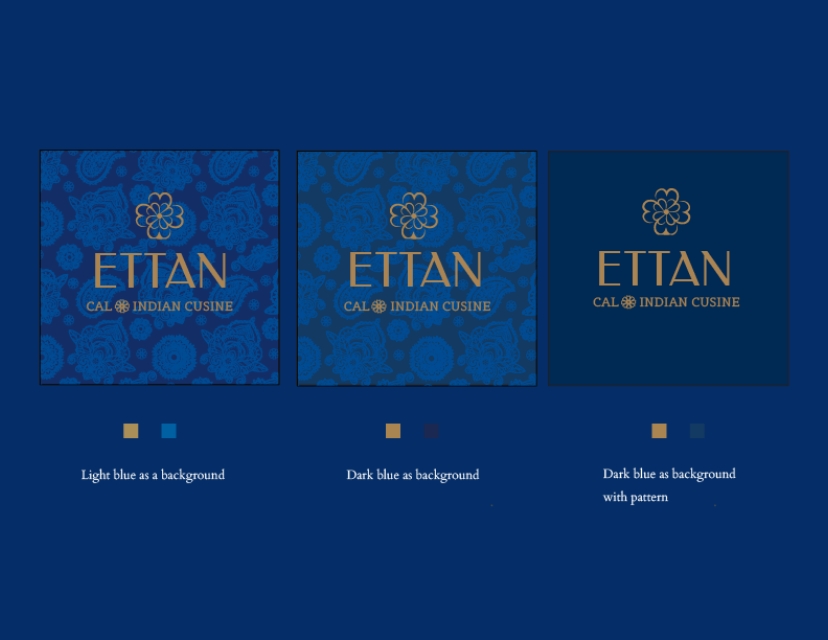 ETTAN
CAL INDIAN CUSINE
ETTAN
CAL INDIAN CUSINE
ETTAN
CAL INDIAN CUSINE
Light blue as a background
Dark blue as background
Dark blue as background
with pattern